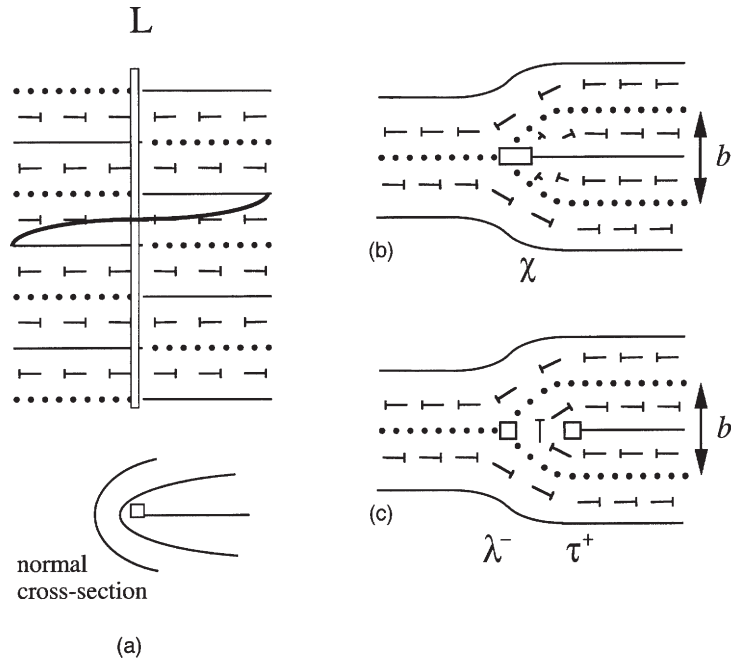 L
normal
cross-section
(a)
b
(b)
χ
b
(c)
λ⁻ τ⁺